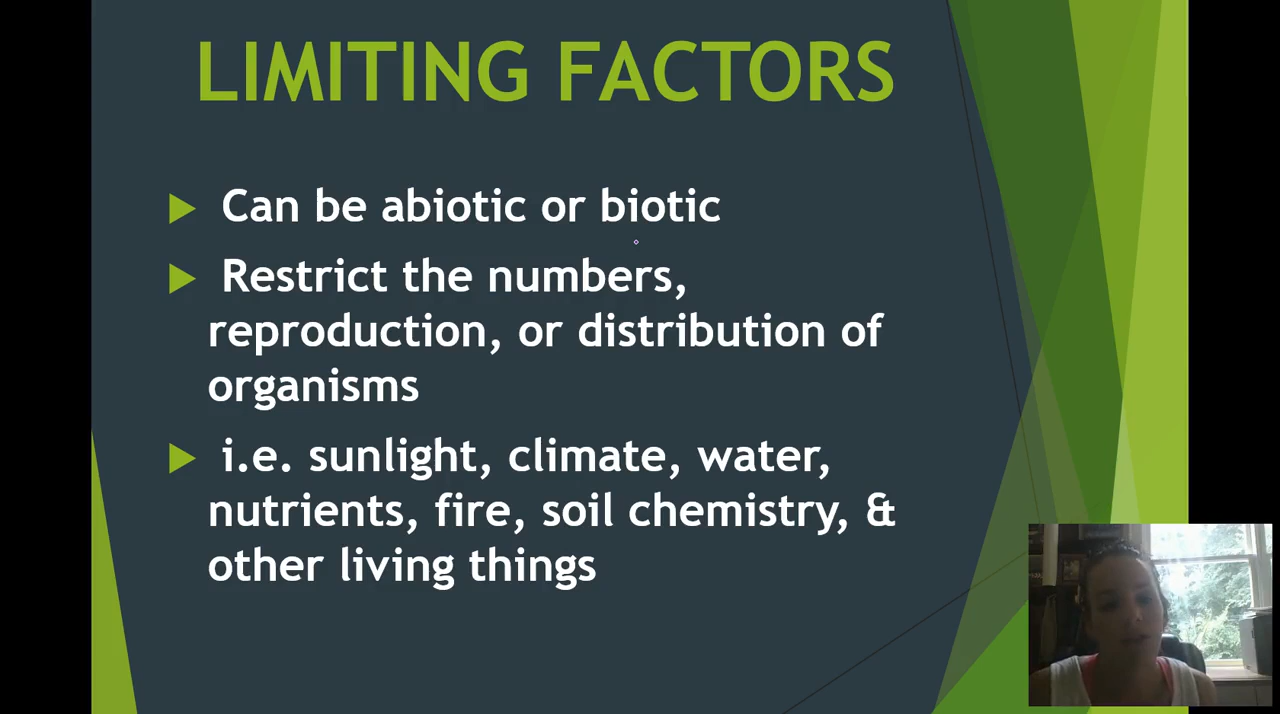 LIMITING FACTORS
Can be abiotic or biotic
Restrict the numbers,
reproduction, or distribution of
organisms
i.e. sunlight, climate, water,
nutrients, fire, soil chemistry, &
other living things